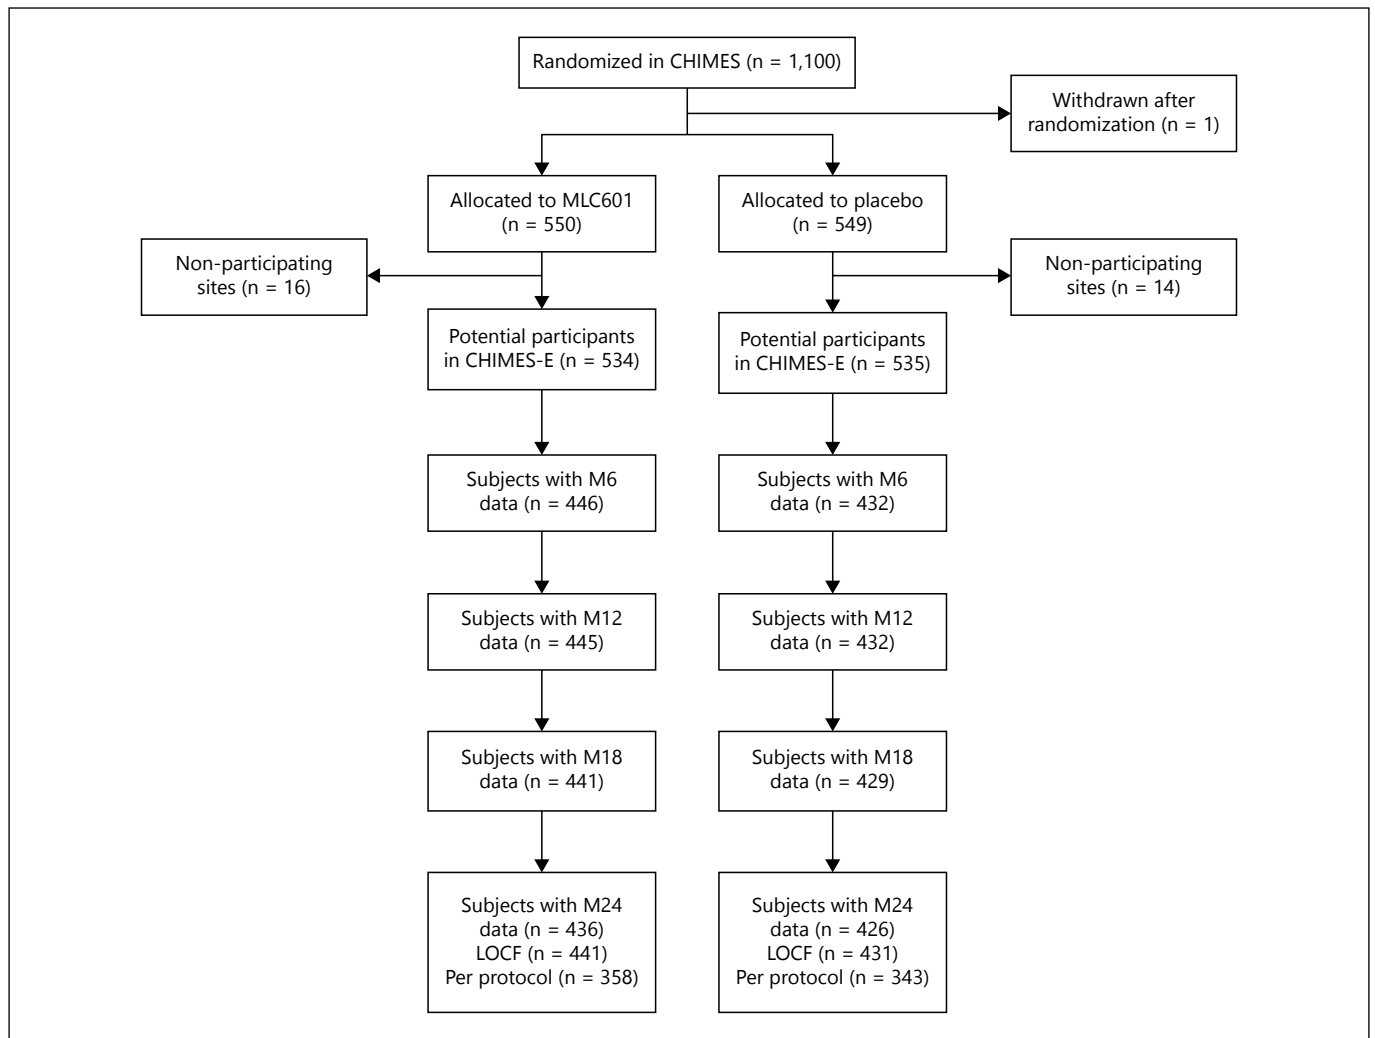 Randomized in CHIMES (n = 1,100)
Withdrawn after
randomization (n = 1)
Allocated to MLC601
(n = 550)
Allocated to placebo
(n = 549)
Non-participating
sites (n = 16)
Non-participating
sites (n = 14)
Potential participants
in CHIMES-E (n = 534)
Potential participants
in CHIMES-E (n = 535)
Subjects with M6
data (n = 446)
Subjects with M6
data (n = 432)
Subjects with M12
data (n = 445)
Subjects with M12
data (n = 432)
Subjects with M18
data (n = 441)
Subjects with M18
data (n = 429)
Subjects with M24
data (n = 436)
LOCF (n = 441)
Per protocol (n = 358)
Subjects with M24
data (n = 426)
LOCF (n = 431)
Per protocol (n = 343)